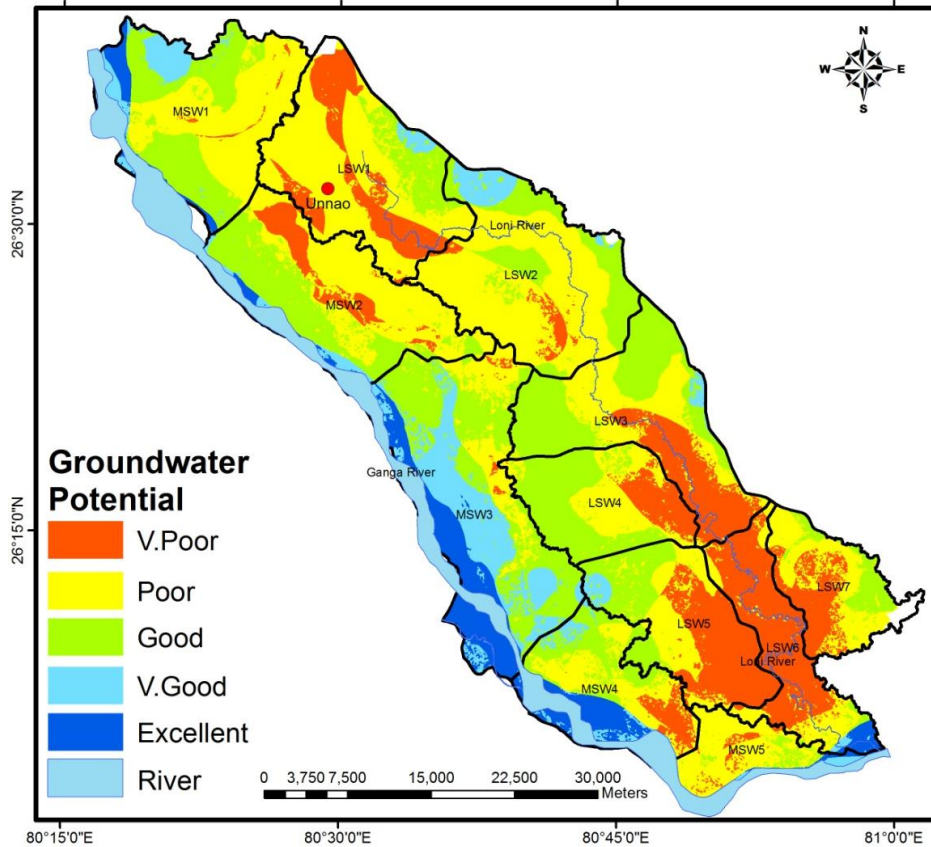 N
W E
S
MSW1
LSW1
Unnao
26°30'0"N
Loni River
LSW2
MSW2
LSW3
Ganga River
LSW4
MSW3
26°15'0"N
LSW7
LSW5
LSW6
Loni River
MSW4
MSW5
Groundwater
Potential
V.Poor
Poor
Good
V.Good
Excellent
River
0 3,750 7,500 15,000 22,500 30,000
Meters
80°15'0"E 80°30'0"E 80°45'0"E 81°0'0"E